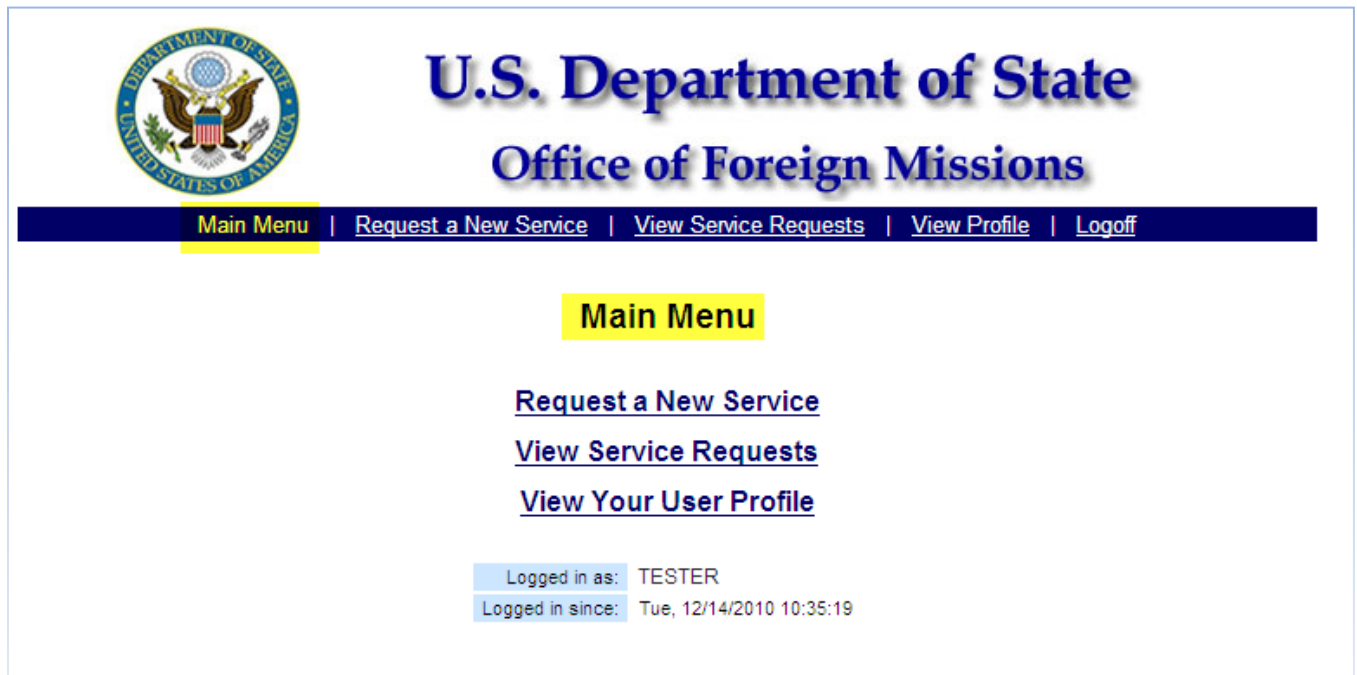 DEPARTMENT OF STATE
UNITED STATES OF AMERICA
U.S. Department of State
Office of Foreign Missions
Main Menu | Request a New Service | View Service Requests | View Profile | Logoff
Main Menu
Request a New Service
View Service Requests
View Your User Profile
Logged in as: TESTER
Logged in since: Tue, 12/14/2010 10:35:19